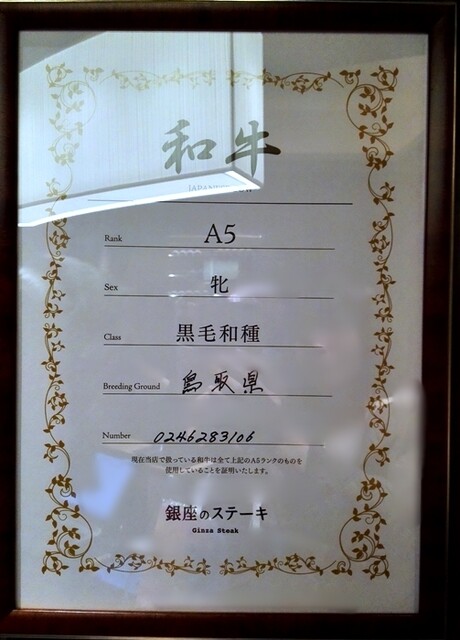 和牛
Rank A5
Sex 牝
Class 黒毛和種
Breeding Ground 鳥取県
Number 0246283106
現在当店で扱っている和牛は全て上記のA5ランクのものを
使用していることを証明いたします。
銀座のステーキ
Ginza Steak